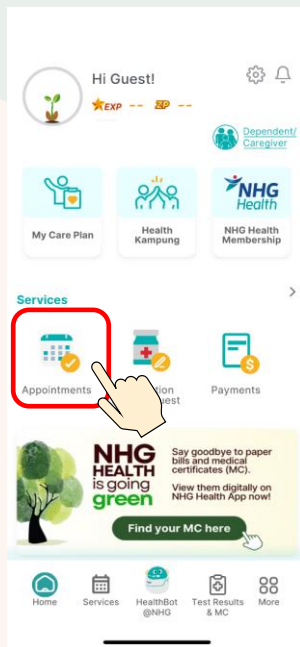 Hi Guest!
EXP -- ZP --
Dependent/
Caregiver
My Care Plan
Health
Kampung
NHG
Health
NHG Health
Membership
Services
Appointments
Payments
NHG
HEALTH
is going
green
Say goodbye to paper
bills and medical
certificates (MC).
View them digitally on
NHG Health App now!
Find your MC here
Home
Services
HealthBot
@NHG
Test Results
& MC
More